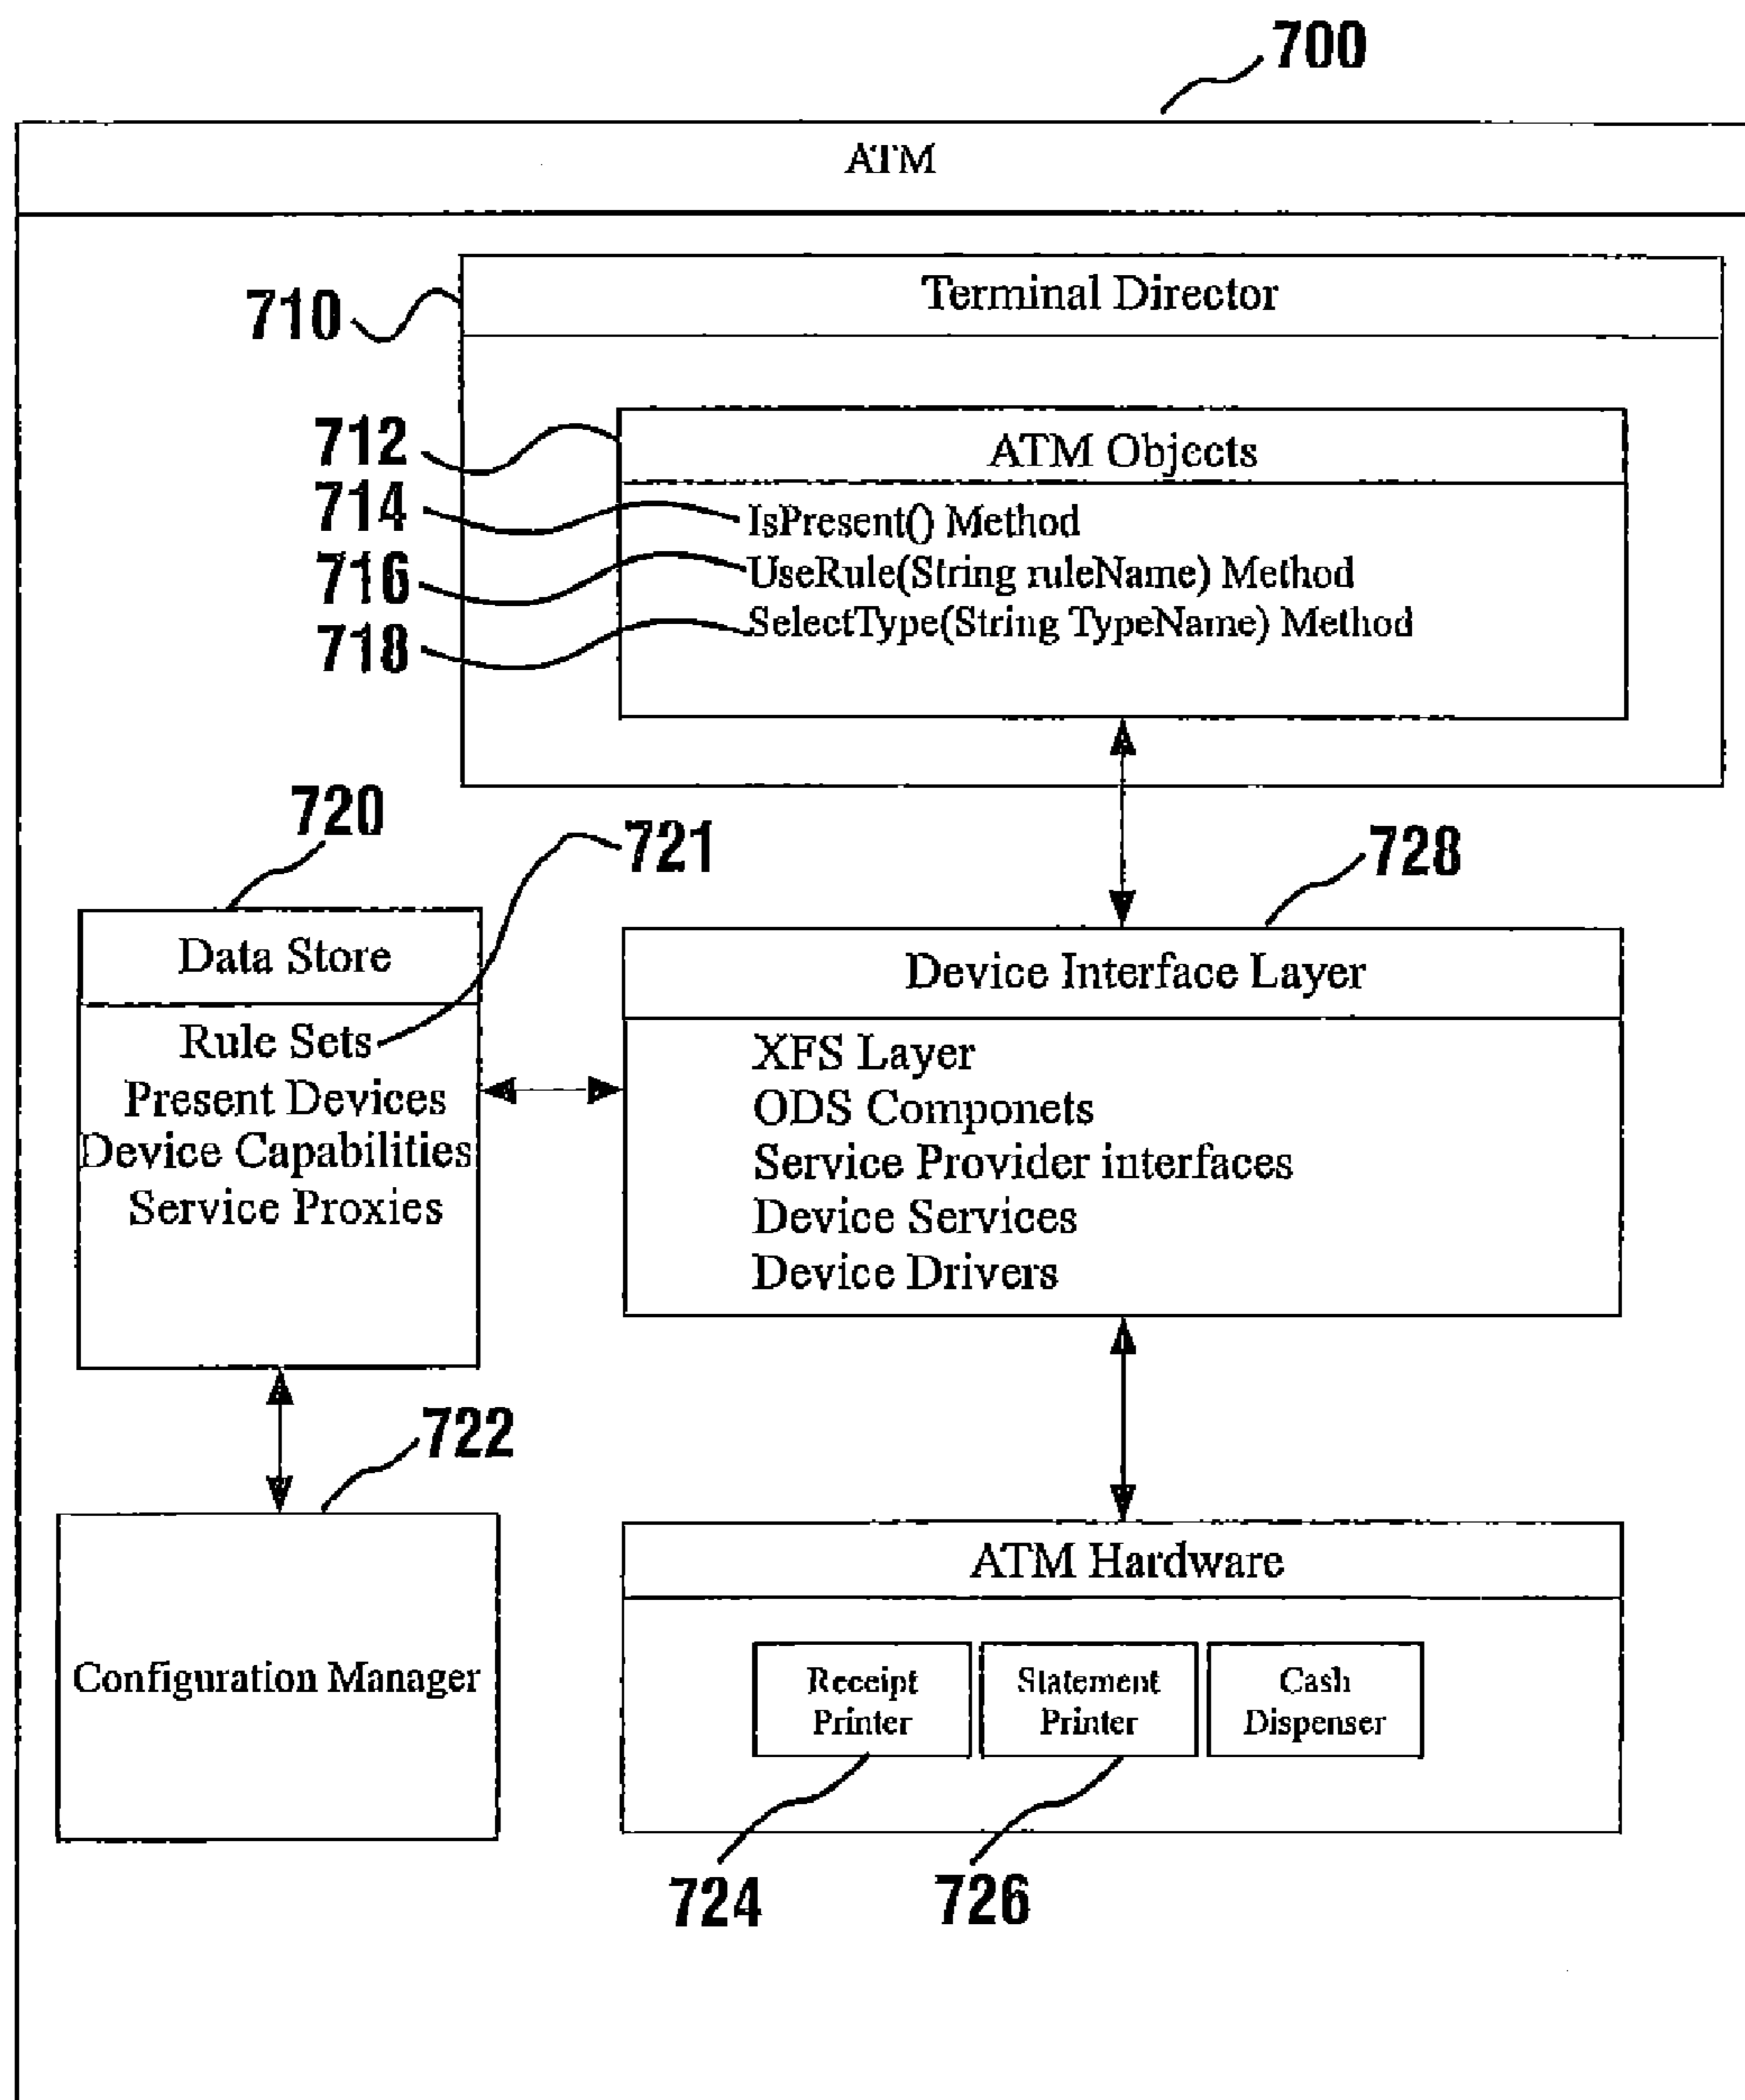 700
ATM
710
Terminal Director
712
ATM Objects
714
IsPresent() Method
716
UseRule(String ruleName) Method
718
SelectType(String TypeName) Method
720
721
728
Data Store
Rule Sets
Present Devices
Device Capabilities
Service Proxies
Device Interface Layer
XFS Layer
ODS Componets
Service Provider interfaces
Device Services
Device Drivers
722
Configuration Manager
ATM Hardware
Receipt
Printer
Statement
Printer
Cash
Dispenser
724
726